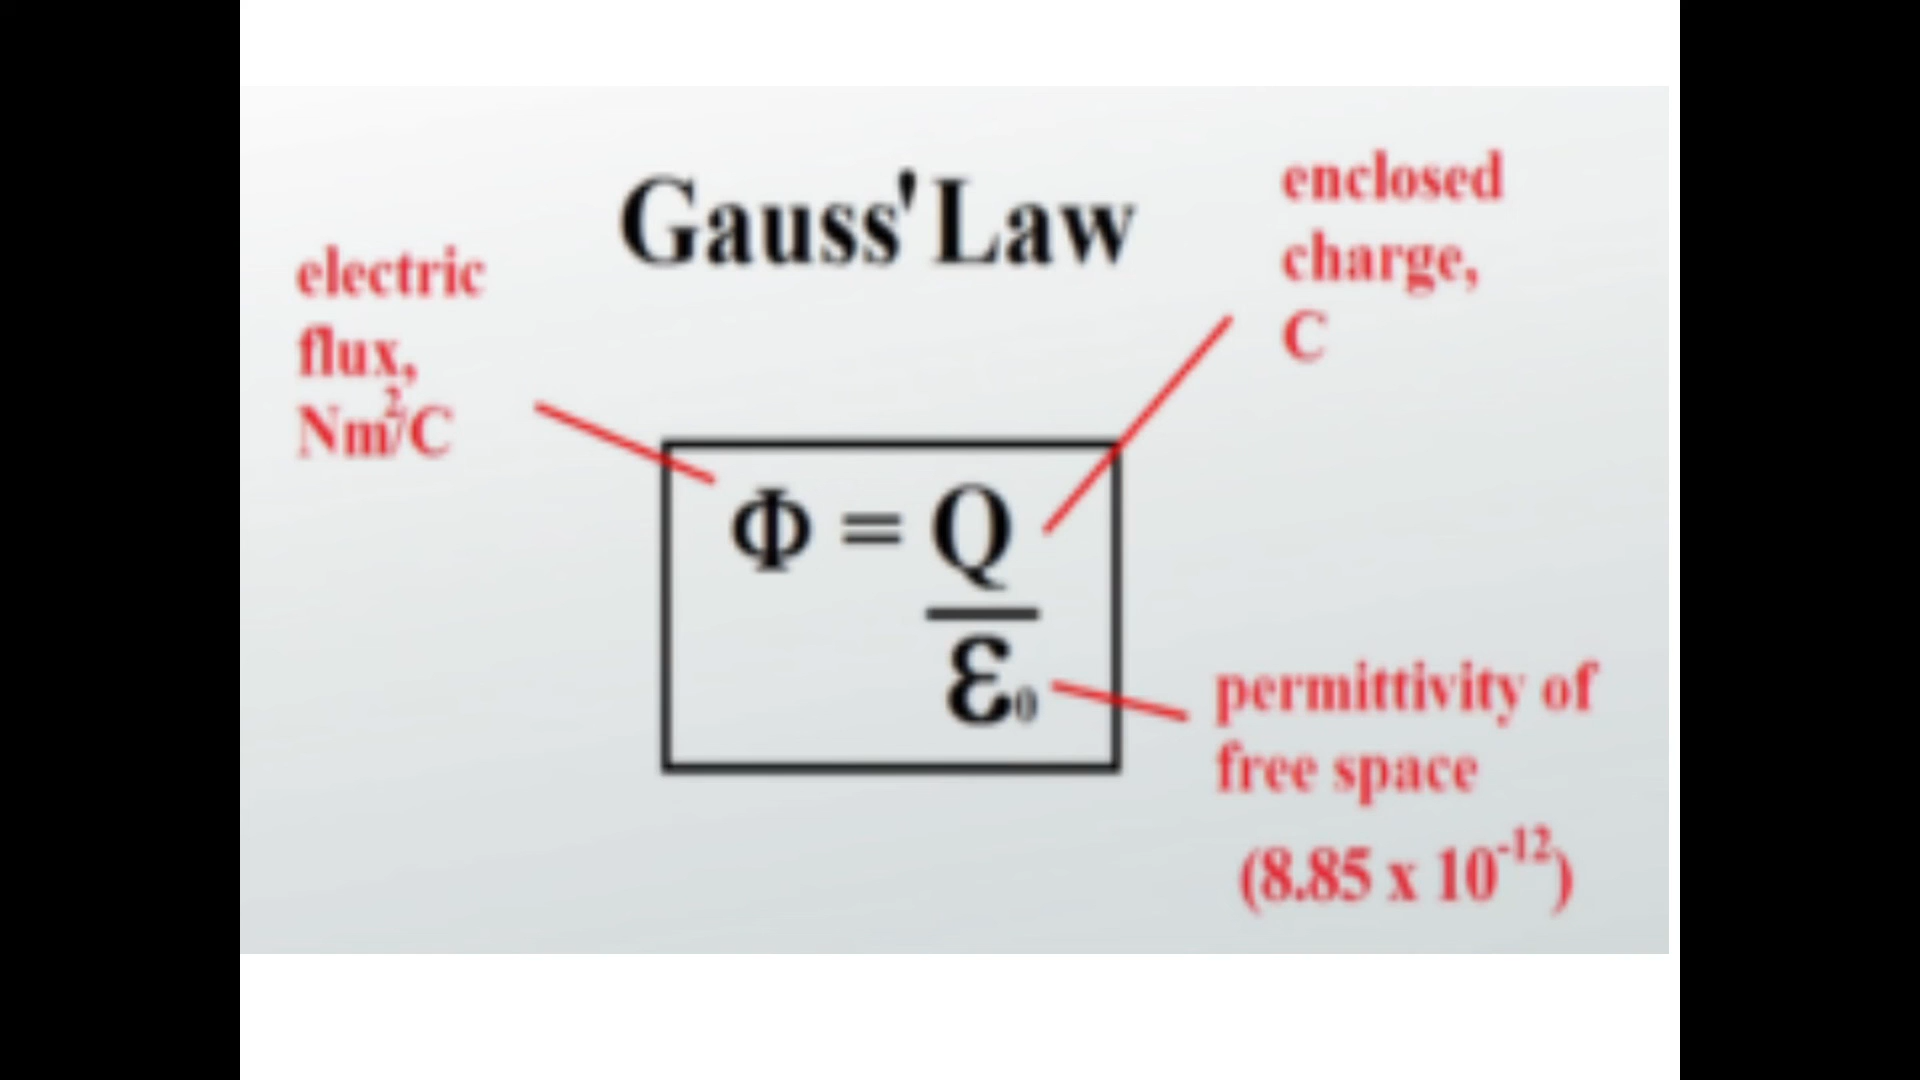 Gauss' Law
electric
flux,
Nm²/C
enclosed
charge,
C
Φ = Q
ε₀
permittivity of
free space
(8.85 x 10⁻¹²)